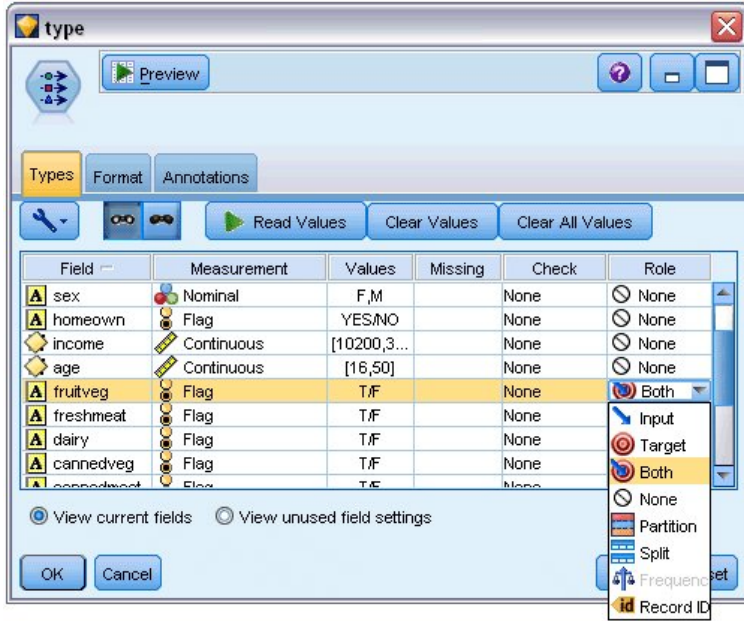 type
Preview
Types Format Annotations
Read Values Clear Values Clear All Values
Field Measurement Values Missing Check Role
A sex Nominal F,M None None
A homeown Flag YES/NO None None
income Continuous [10200,3... None None
age Continuous [16,50] None None
A fruitveg Flag T/F None Both
A freshmeat Flag T/F None
A dairy Flag T/F None
A cannedveg Flag T/F None
Input
Target
Both
None
Partition
Split
Frequenc
id Record ID
View current fields View unused field settings
OK Cancel